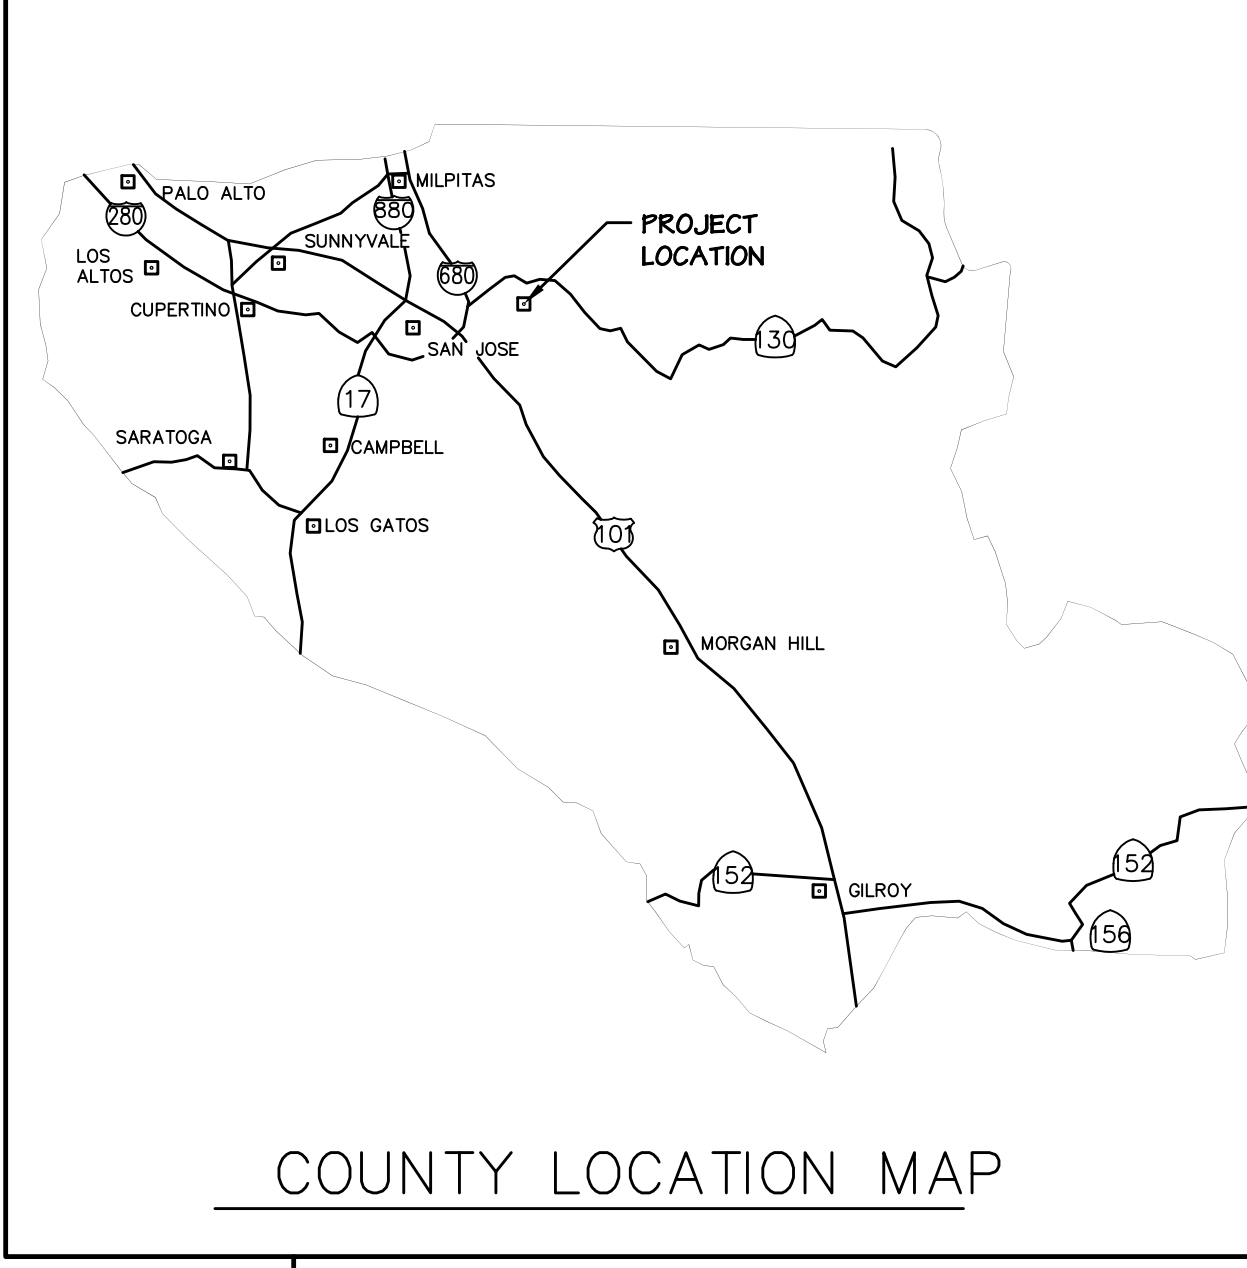 MILPITAS
PALO ALTO
280
880
PROJECT
LOCATION
SUNNYVALE
LOS
ALTOS
680
CUPERTINO
130
SAN JOSE
17
SARATOGA
CAMPBELL
LOS GATOS
101
MORGAN HILL
152
152
GILROY
156
COUNTY LOCATION MAP